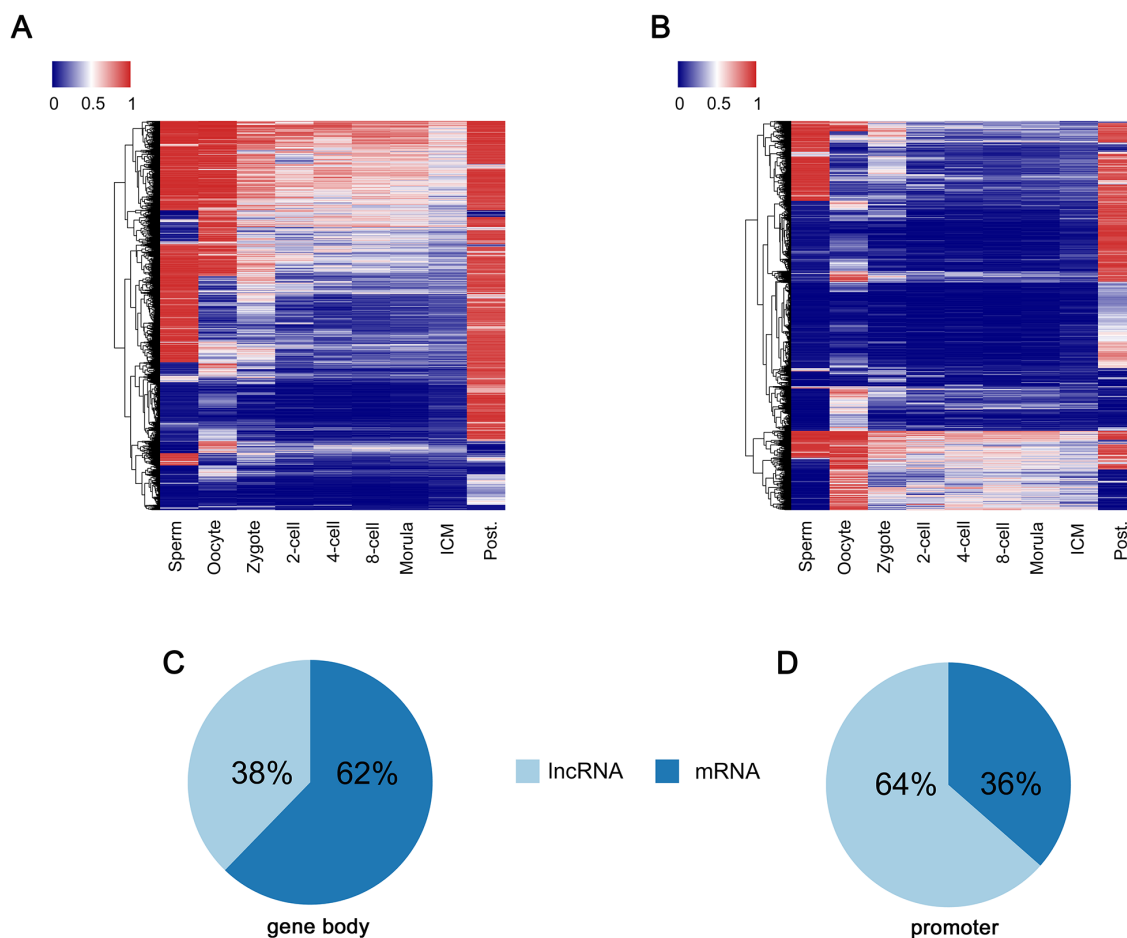 A
B
0 0.5 1
0 0.5 1
Sperm
Oocyte
Zygote
2-cell
4-cell
8-cell
Morula
ICM
Post.
Sperm
Oocyte
Zygote
2-cell
4-cell
8-cell
Morula
ICM
Post.
C
D
38%
62%
lncRNA
mRNA
64%
36%
gene body
promoter